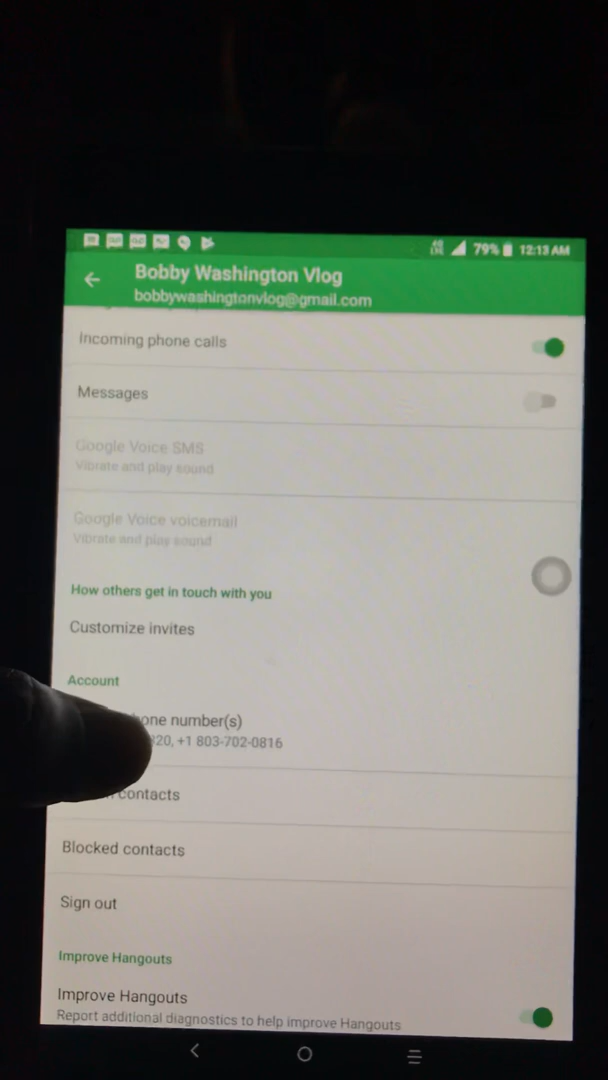 79% 12:13 AM
Bobby Washington Vlog
bobbywashingtonvlog@gmail.com
Incoming phone calls
Messages
Google Voice SMS
Vibrate and play sound
Google Voice voicemail
Vibrate and play sound
How others get in touch with you
Customize invites
Account
number(s)
+1 803-702-0816
contacts
Blocked contacts
Sign out
Improve Hangouts
Improve Hangouts
Report additional diagnostics to help improve Hangouts